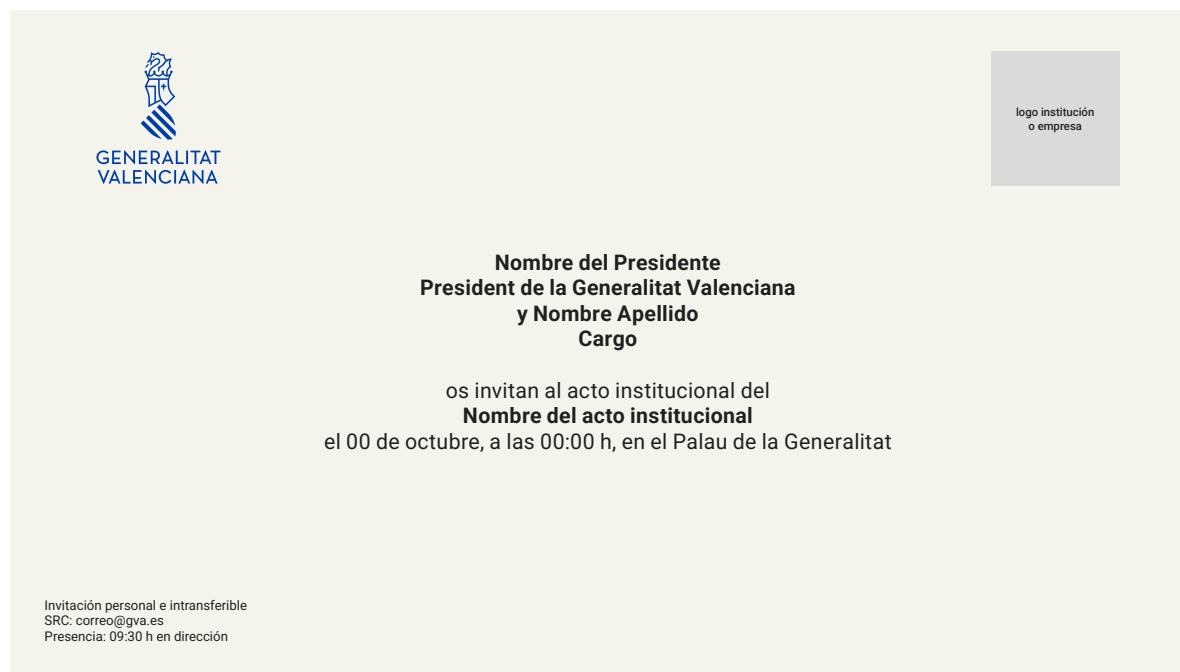 GENERALITAT
VALENCIANA
logo institución
o empresa
Nombre del Presidente
President de la Generalitat Valenciana
y Nombre Apellido
Cargo
os invitan al acto institucional del
Nombre del acto institucional
el 00 de octubre, a las 00:00 h, en el Palau de la Generalitat
Invitación personal e intransferible
SRC: correo@gva.es
Presencia: 09:30 h en dirección